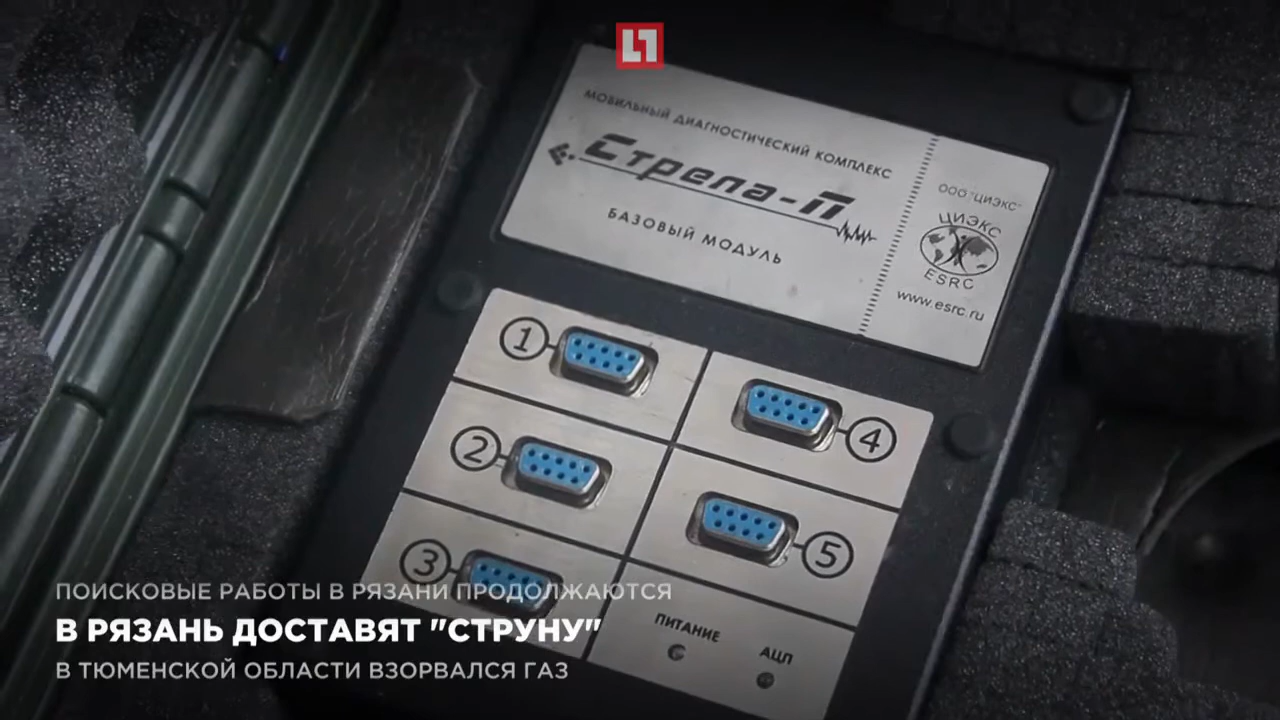 МОБИЛЬНЫЙ ДИАГНОСТИЧЕСКИЙ КОМПЛЕКС
Стрела-П
БАЗОВЫЙ МОДУЛЬ
ООО "ЦИЭКС"
ЦИЭКС
ESRC
www.esrc.ru
1
4
2
5
3
ПИТАНИЕ
АЦП
ПОИСКОВЫЕ РАБОТЫ В РЯЗАНИ ПРОДОЛЖАЮТСЯ
В РЯЗАНЬ ДОСТАВЯТ "СТРУНУ"
В ТЮМЕНСКОЙ ОБЛАСТИ ВЗОРВАЛСЯ ГАЗ